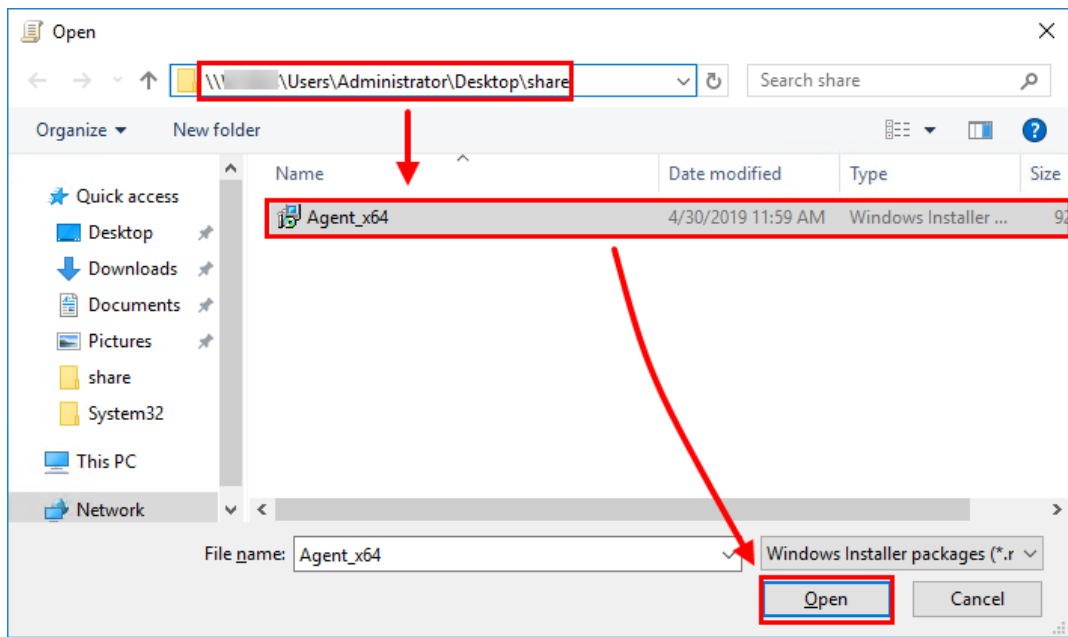 Open
\\ \Users\Administrator\Desktop\share
Search share
Organize
New folder
Name
Date modified
Type
Size
Quick access
Desktop
Downloads
Documents
Pictures
share
System32
This PC
Network
Agent_x64
4/30/2019 11:59 AM
Windows Installer ...
92
File name:
Agent_x64
Windows Installer packages (*.
Open
Cancel